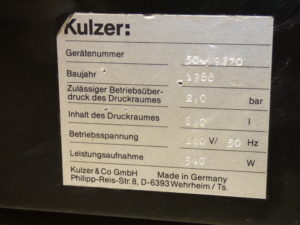 Kulzer:
Gerätenummer
Baujahr 1988
Zulässiger Betriebsüber-
druck des Druckraumes 2,0 bar
Inhalt des Druckraumes l
Betriebsspannung V/ 50 Hz
Leistungsaufnahme W
Kulzer & Co GmbH Made in Germany
Philipp-Reis-Str. 8, D-6393 Wehrheim / Ts.